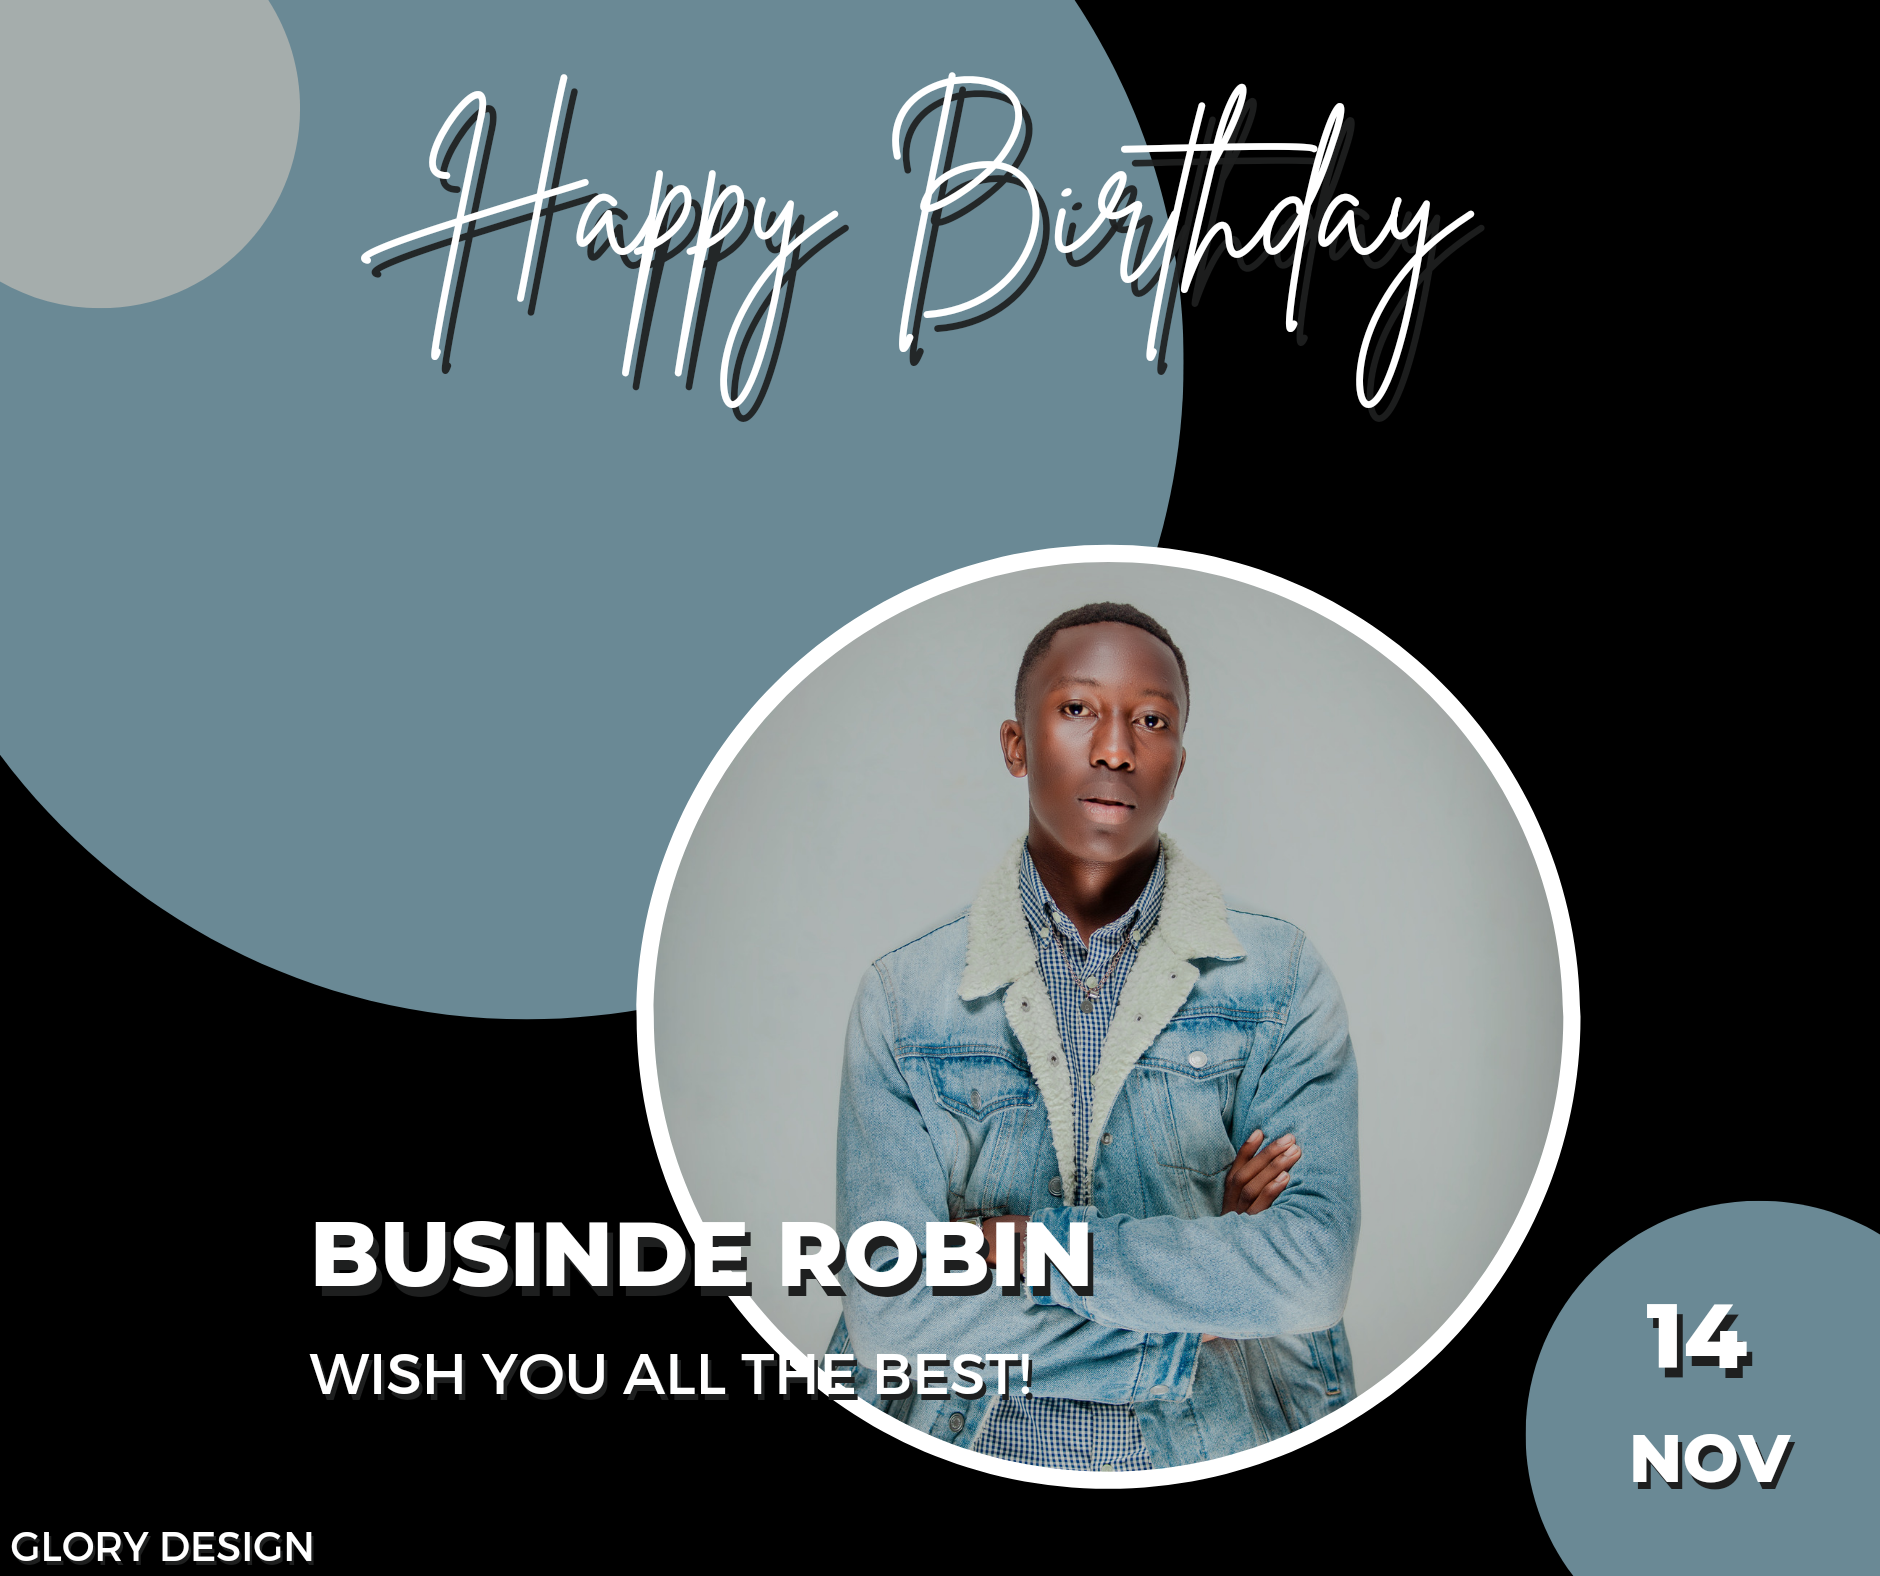 Happy Birthday
BUSINDE ROBIN
WISH YOU ALL THE BEST!
14
NOV
GLORY DESIGN